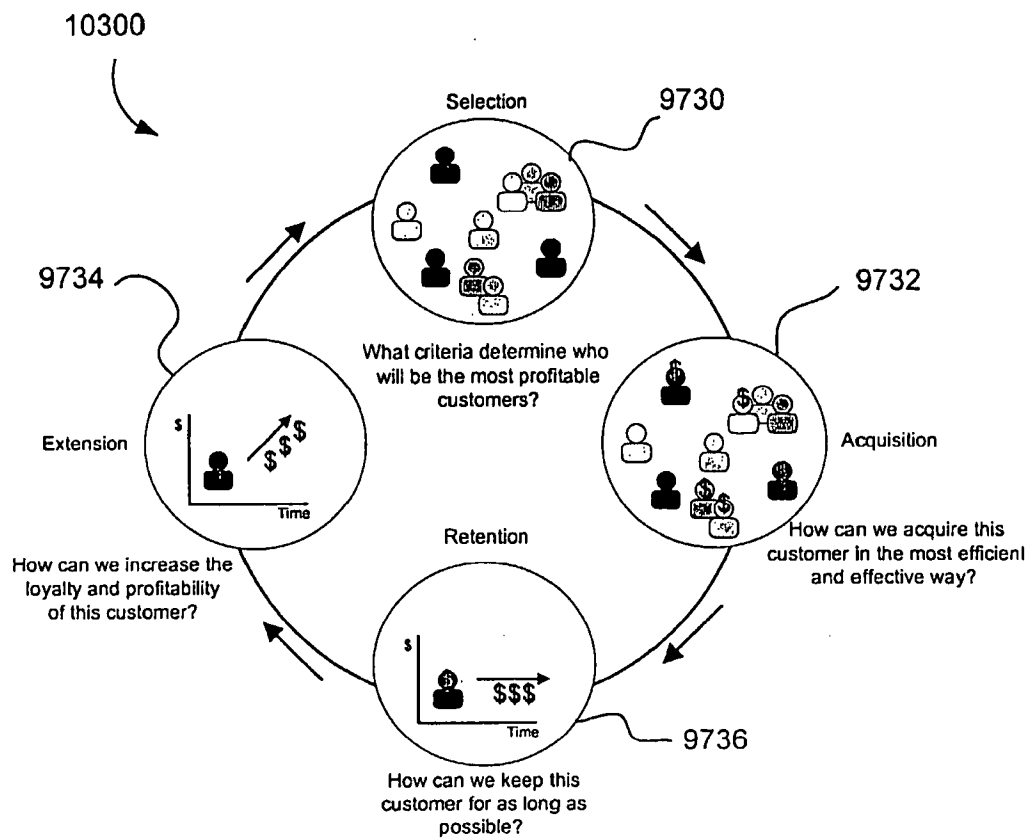 10300
Selection
9730
What criteria determine who
will be the most profitable
customers?
9732
Acquisition
How can we acquire this
customer in the most efficient
and effective way?
9734
Extension
$
$$$
Time
How can we increase the
loyalty and profitability
of this customer?
Retention
$
$
$$$
Time
9736
How can we keep this
customer for as long as
possible?